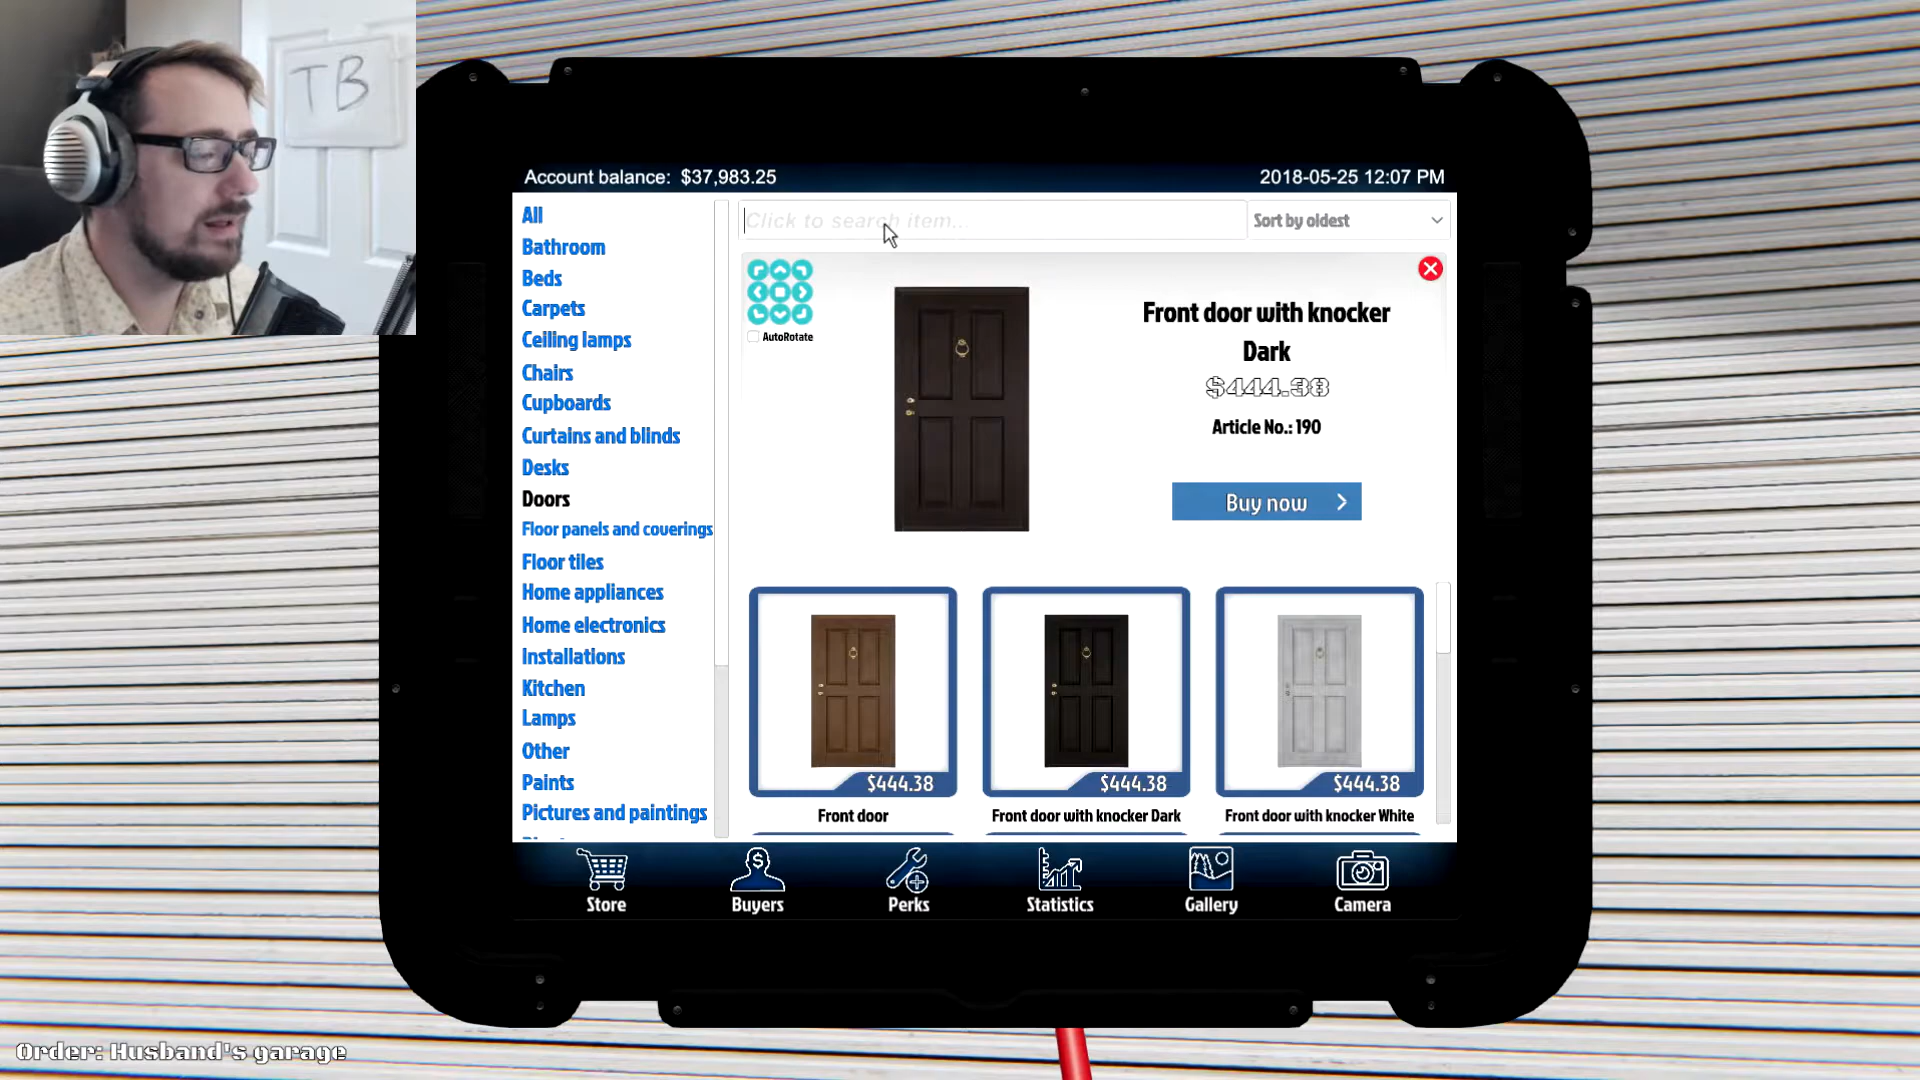 TB
Account balance: $37,983.25
2018-05-25 12:07 PM
All
Bathroom
Beds
Carpets
Ceiling lamps
Chairs
Cupboards
Curtains and blinds
Desks
Doors
Floor panels and coverings
Floor tiles
Home appliances
Home electronics
Installations
Kitchen
Lamps
Other
Paints
Pictures and paintings
Click to search item...
Sort by oldest
AutoRotate
Front door with knocker
Dark
$444.38
Article No.: 190
Buy now
$444.38
$444.38
$444.38
Front door
Front door with knocker Dark
Front door with knocker White
Store
Buyers
Perks
Statistics
Gallery
Camera
Order: Husband's garage